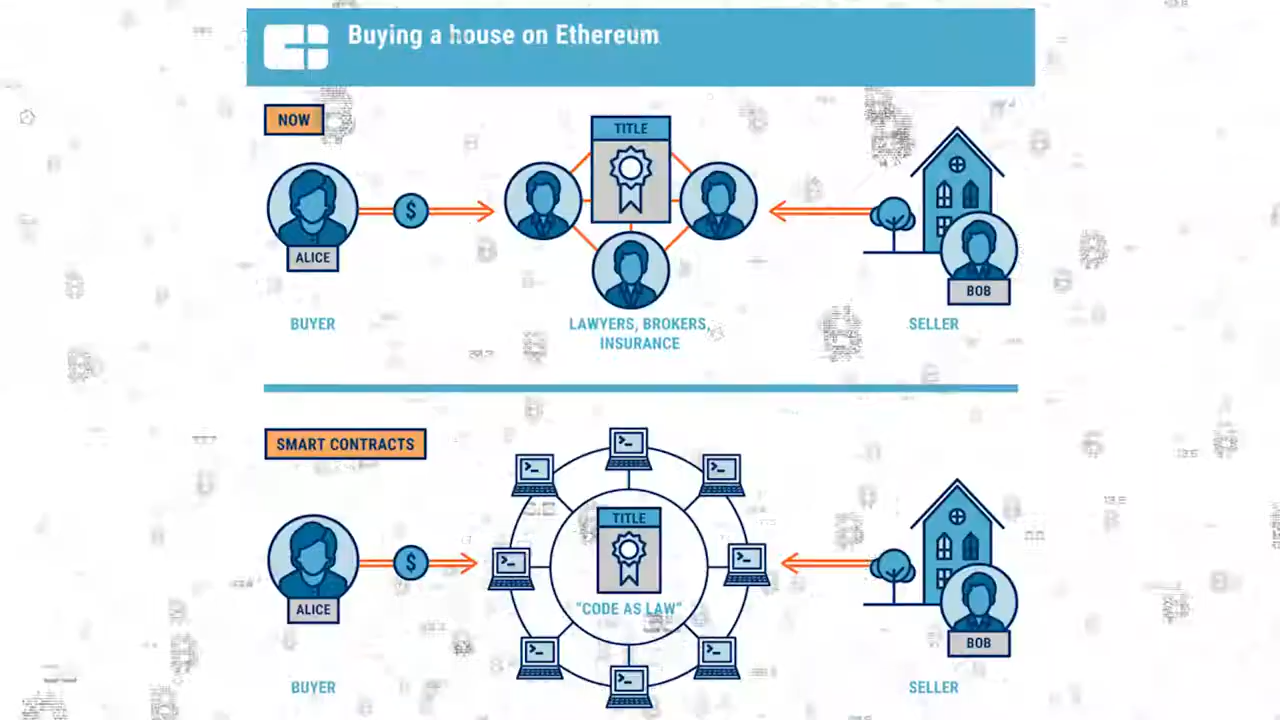 Buying a house on Ethereum
NOW
TITLE
$
ALICE
BOB
BUYER
LAWYERS, BROKERS,
INSURANCE
SELLER
SMART CONTRACTS
TITLE
$
"CODE AS LAW"
ALICE
BOB
BUYER
SELLER